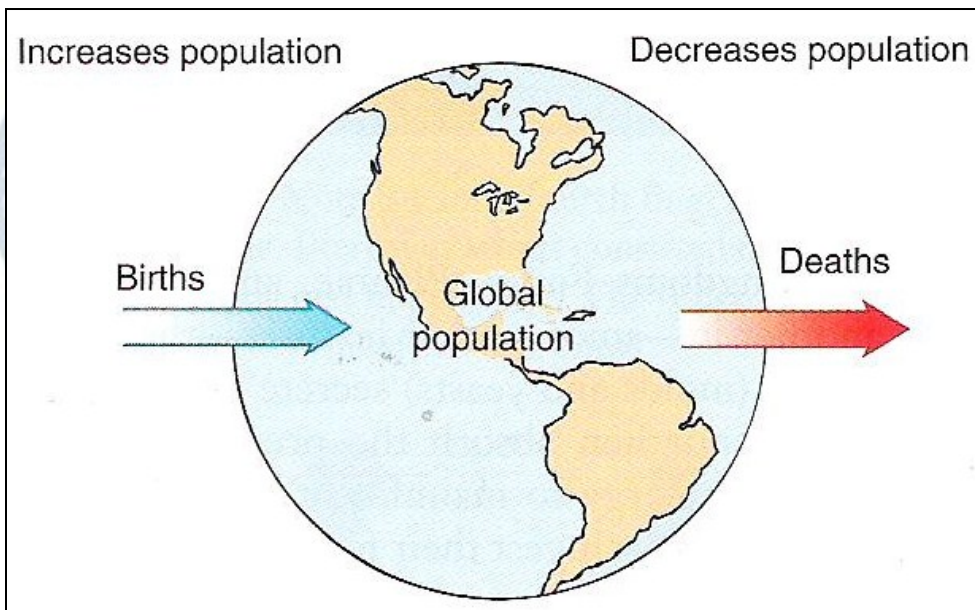 Increases population
Decreases population
Births
Deaths
Global
population